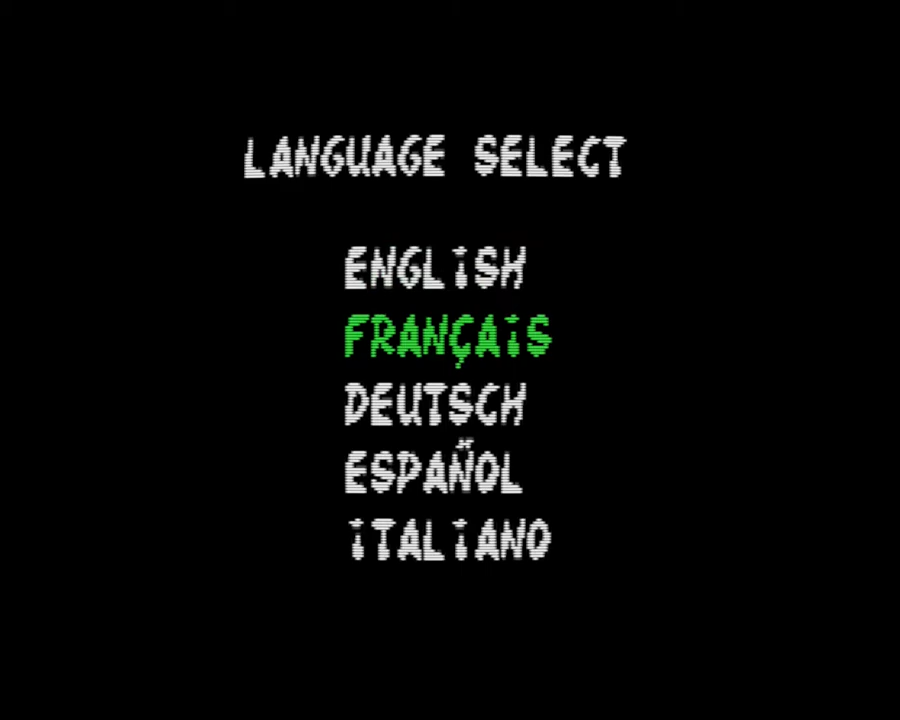 LANGUAGE SELECT
ENGLiSH
FRANÇAiS
DEUTSCH
ESPAÑOL
iTALiANO